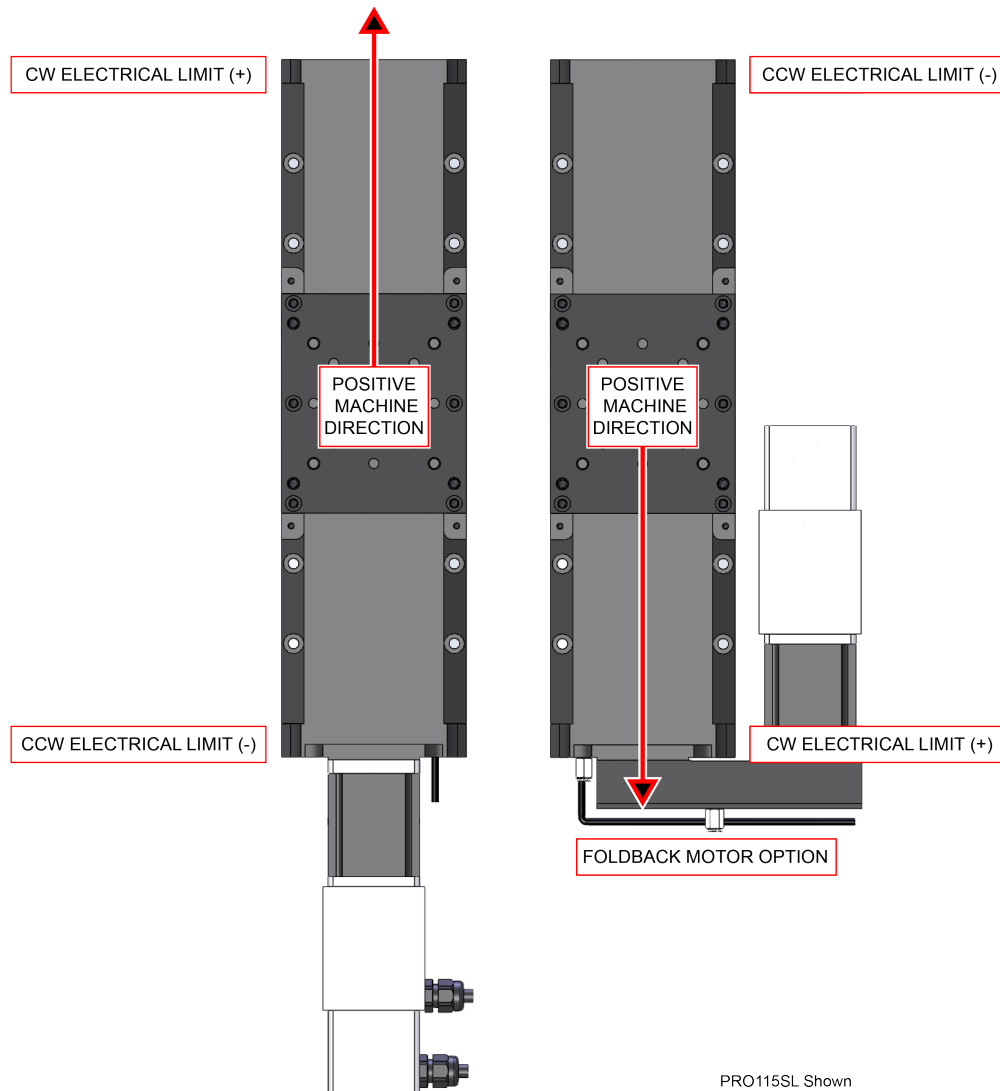 CW ELECTRICAL LIMIT (+)
CCW ELECTRICAL LIMIT (-)
POSITIVE
MACHINE
DIRECTION
POSITIVE
MACHINE
DIRECTION
CCW ELECTRICAL LIMIT (-)
CW ELECTRICAL LIMIT (+)
FOLDBACK MOTOR OPTION
PRO115SL Shown